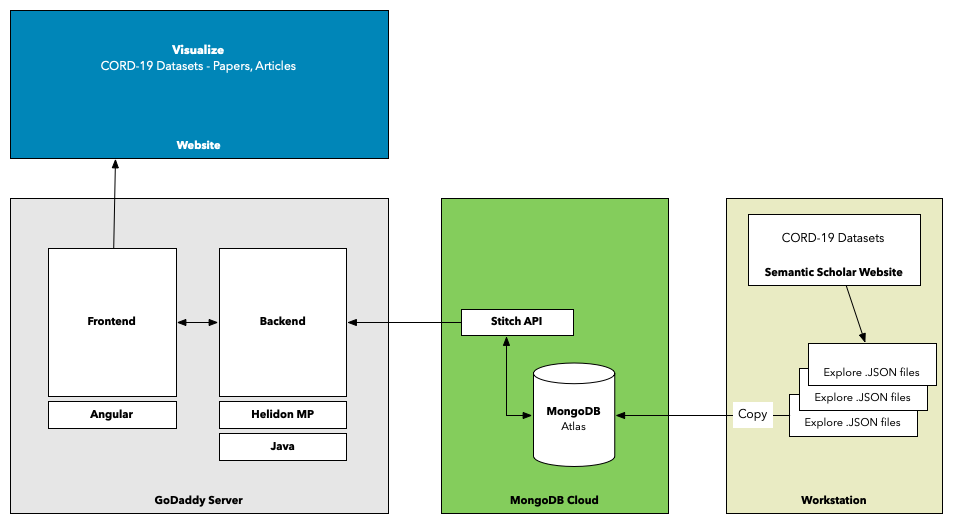 Visualize
CORD-19 Datasets - Papers, Articles
Website
Frontend
Angular
Backend
Helidon MP
Java
GoDaddy Server
Stitch API
MongoDB
Atlas
MongoDB Cloud
Copy
CORD-19 Datasets
Semantic Scholar Website
Explore .JSON files
Explore .JSON files
Explore .JSON files
Workstation